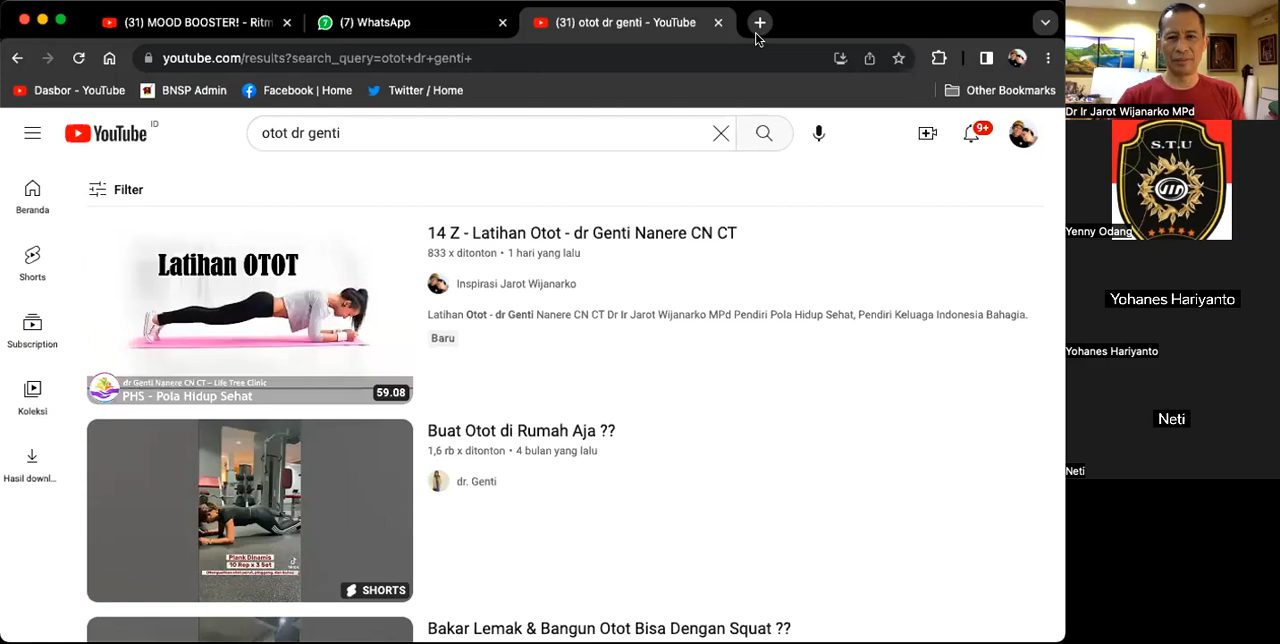 (31) MOOD BOOSTER! - Ritm
(7) WhatsApp
(31) otot dr genti - YouTube
youtube.com/results?search_query=otot+dr+genti+
Dasbor - YouTube
BNSP Admin
Facebook | Home
Twitter / Home
Other Bookmarks
YouTube ID
otot dr genti
9+
Filter
Beranda
Shorts
Subscription
Koleksi
Hasil downl...
Latihan OTOT
dr Genti Nanere CN CT – Life Tree Clinic
PHS - Pola Hidup Sehat
59.08
14 Z - Latihan Otot - dr Genti Nanere CN CT
833 x ditonton • 1 hari yang lalu
Inspirasi Jarot Wijanarko
Latihan Otot - dr Genti Nanere CN CT Dr Ir Jarot Wijanarko MPd Pendiri Pola Hidup Sehat, Pendiri Keluaga Indonesia Bahagia.
Baru
Plank Dinamis
10 Rep x 3 Set
SHORTS
Buat Otot di Rumah Aja ??
1,6 rb x ditonton • 4 bulan yang lalu
dr. Genti
Bakar Lemak & Bangun Otot Bisa Dengan Squat ??
Dr Ir Jarot Wijanarko MPd
S.T.U
Yenny Odang
Yohanes Hariyanto
Yohanes Hariyanto
Neti
Neti